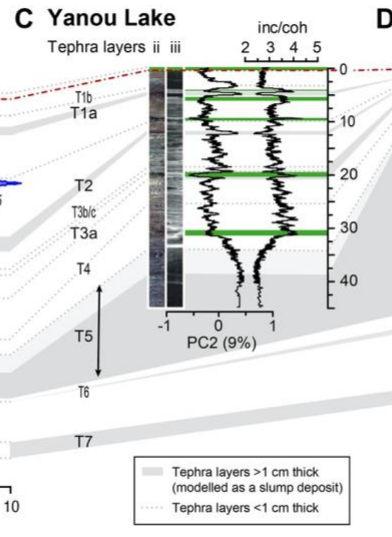 C Yanou Lake D
inc/coh
Tephra layers ii iii
2 3 4 5
0
T1b
T1a
10
T2
20
T3b/c
T3a
30
T4
40
T5
-1 0 1
PC2 (9%)
T6
T7
Tephra layers >1 cm thick
(modelled as a slump deposit)
Tephra layers <1 cm thick
10